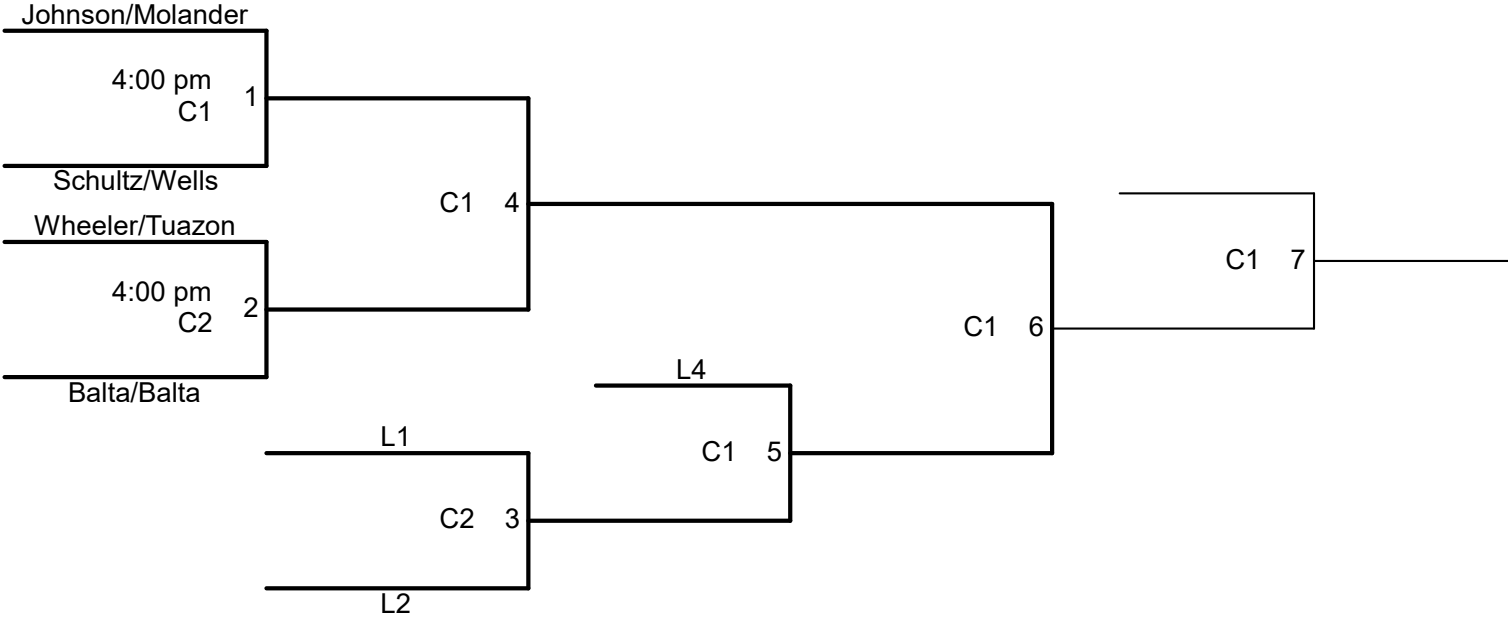 Johnson/Molander
4:00 pm
C1 1
Schultz/Wells
Wheeler/Tuazon
4:00 pm
C2 2
Balta/Balta
C1 4
L1
C2 3
L2
L4
C1 5
C1 6
C1 7